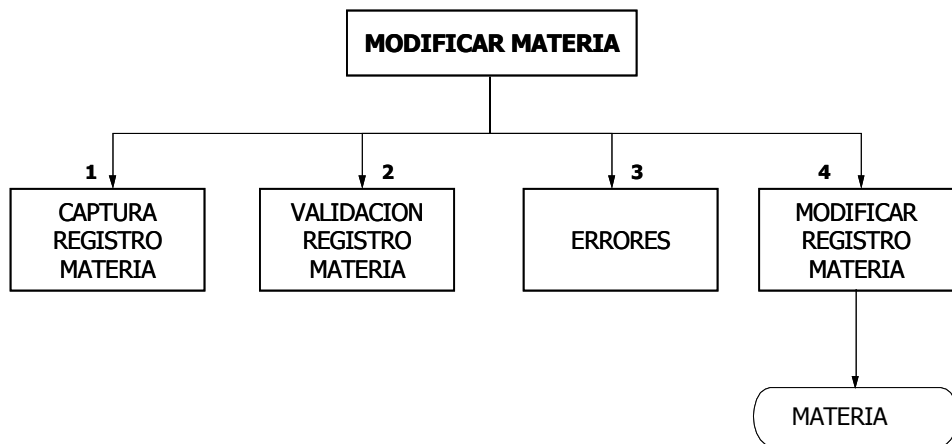 MODIFICAR MATERIA
1
2
3
4
CAPTURA
REGISTRO
MATERIA
VALIDACION
REGISTRO
MATERIA
ERRORES
MODIFICAR
REGISTRO
MATERIA
MATERIA